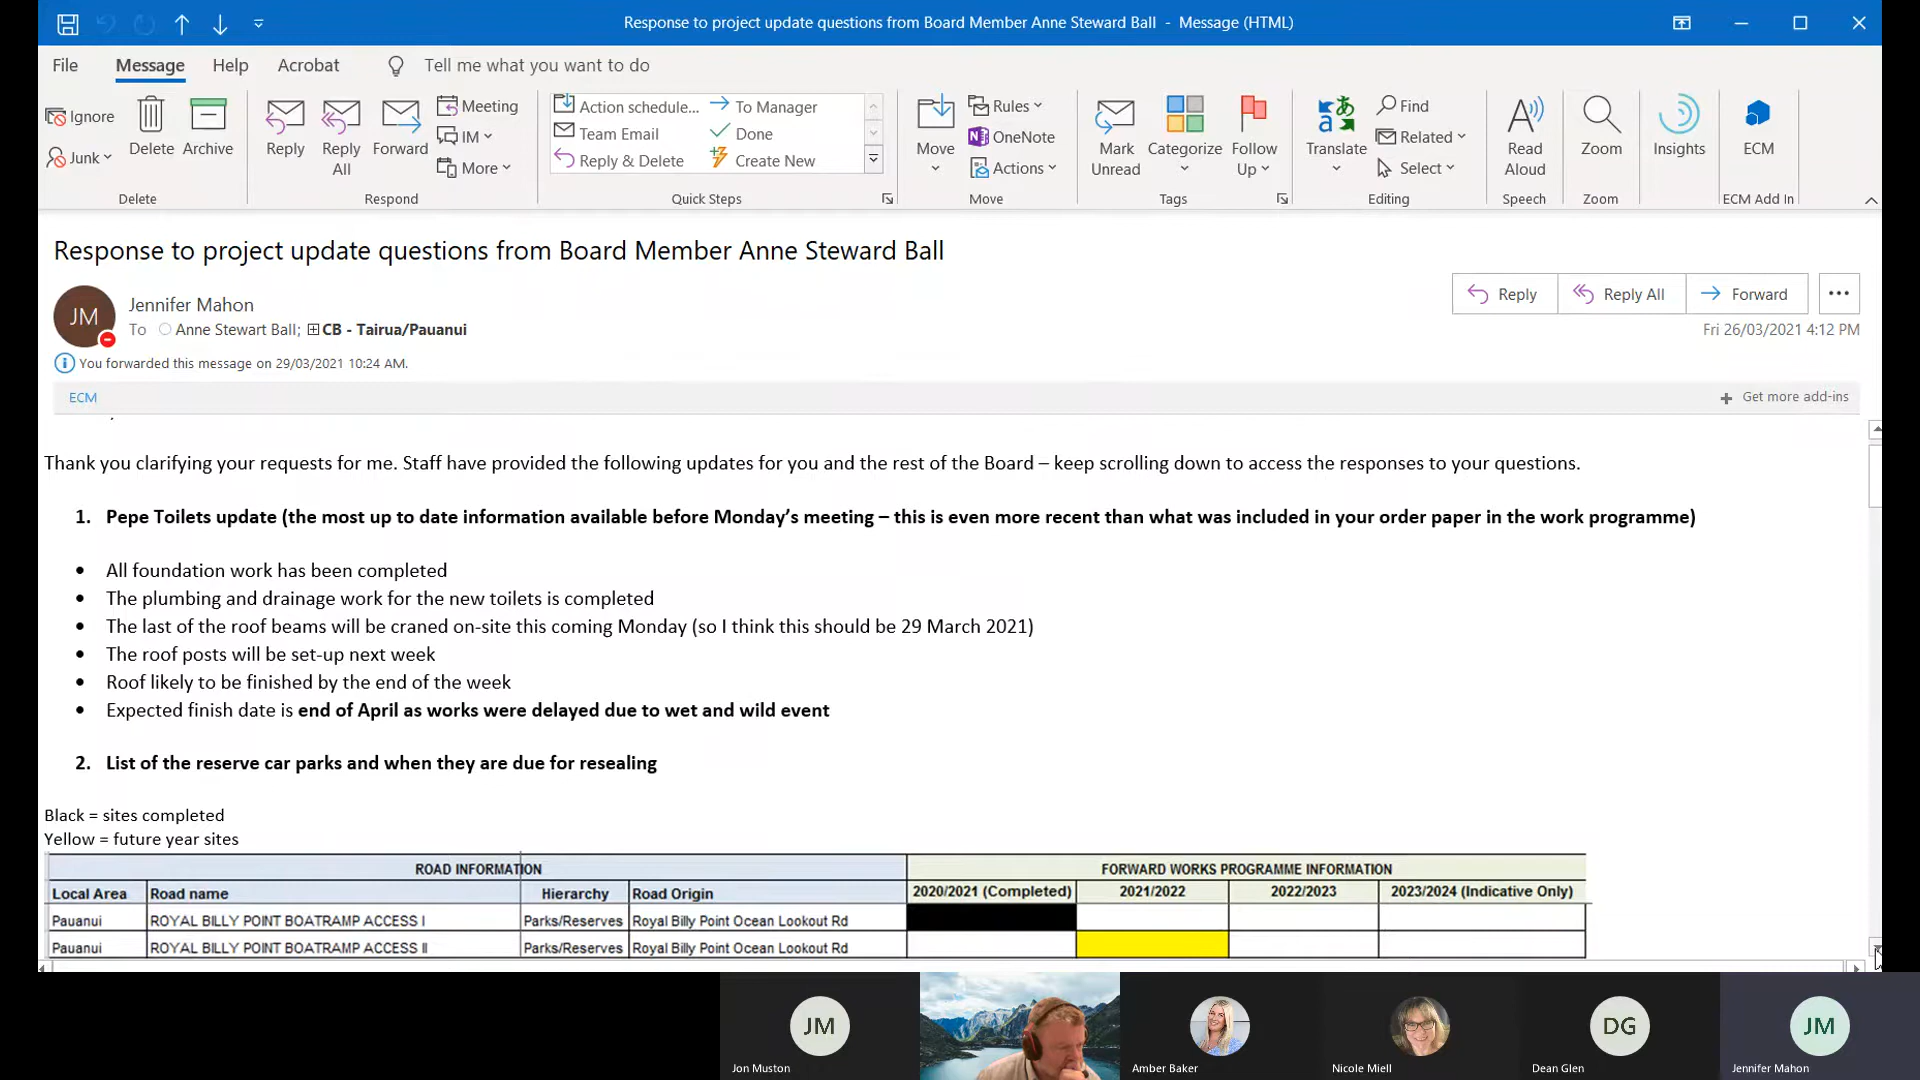 Response to project update questions from Board Member Anne Steward Ball - Message (HTML)
File Message Help Acrobat Tell me what you want to do
Ignore
Junk
Delete
Archive
Delete
Reply
Reply All
Forward
Meeting
IM
More
Respond
Action schedule...
Team Email
Reply & Delete
To Manager
Done
Create New
Quick Steps
Move
Rules
OneNote
Actions
Move
Mark Unread
Categorize
Follow Up
Tags
Translate
Find
Related
Select
Editing
Read Aloud
Speech
Zoom
Zoom
Insights
ECM
ECM Add In
Response to project update questions from Board Member Anne Steward Ball
JM
Jennifer Mahon
To Anne Stewart Ball; CB - Tairua/Pauanui
Reply Reply All Forward
Fri 26/03/2021 4:12 PM
You forwarded this message on 29/03/2021 10:24 AM.
ECM
Get more add-ins
Thank you clarifying your requests for me. Staff have provided the following updates for you and the rest of the Board – keep scrolling down to access the responses to your questions.
1. Pepe Toilets update (the most up to date information available before Monday's meeting – this is even more recent than what was included in your order paper in the work programme)
• All foundation work has been completed
• The plumbing and drainage work for the new toilets is completed
• The last of the roof beams will be craned on-site this coming Monday (so I think this should be 29 March 2021)
• The roof posts will be set-up next week
• Roof likely to be finished by the end of the week
• Expected finish date is end of April as works were delayed due to wet and wild event
2. List of the reserve car parks and when they are due for resealing
Black = sites completed
Yellow = future year sites
ROAD INFORMATION FORWARD WORKS PROGRAMME INFORMATION
Local Area Road name Hierarchy Road Origin 2020/2021 (Completed) 2021/2022 2022/2023 2023/2024 (Indicative Only)
Pauanui ROYAL BILLY POINT BOATRAMP ACCESS I Parks/Reserves Royal Billy Point Ocean Lookout Rd
Pauanui ROYAL BILLY POINT BOATRAMP ACCESS II Parks/Reserves Royal Billy Point Ocean Lookout Rd
JM
Jon Muston
Amber Baker
Nicole Miell
DG
Dean Glen
JM
Jennifer Mahon